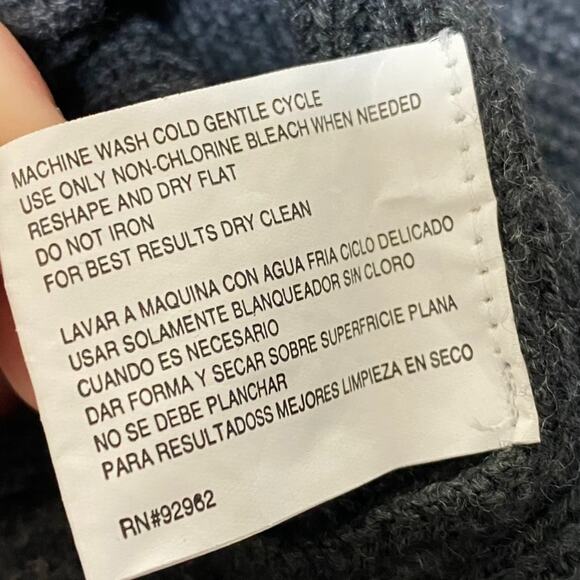 MACHINE WASH COLD GENTLE CYCLE
USE ONLY NON-CHLORINE BLEACH WHEN NEEDED
RESHAPE AND DRY FLAT
DO NOT IRON
FOR BEST RESULTS DRY CLEAN
LAVAR A MAQUINA CON AGUA FRIA CICLO DELICADO
USAR SOLAMENTE BLANQUEADOR SIN CLORO
CUANDO ES NECESARIO
DAR FORMA Y SECAR SOBRE SUPERFRICIE PLANA
NO SE DEBE PLANCHAR
PARA RESULTADOSS MEJORES LIMPIEZA EN SECO
RN#92962